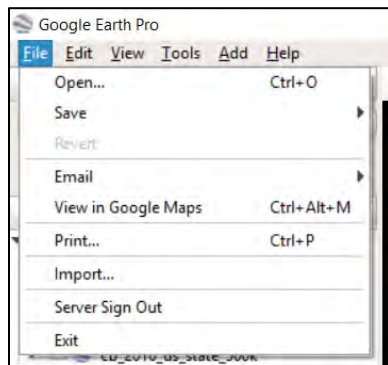 Google Earth Pro
File Edit View Tools Add Help
Open... Ctrl+O
Save
Revert
Email
View in Google Maps Ctrl+Alt+M
Print... Ctrl+P
Import...
Server Sign Out
Exit